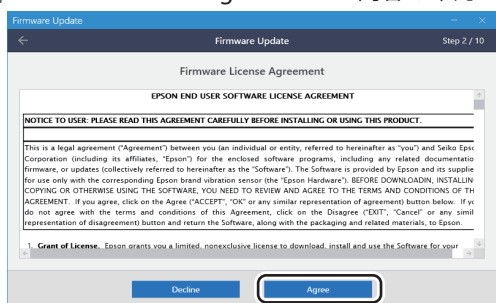 Firmware Update
Firmware Update
Step 2 / 10
Firmware License Agreement
EPSON END USER SOFTWARE LICENSE AGREEMENT
NOTICE TO USER: PLEASE READ THIS AGREEMENT CAREFULLY BEFORE INSTALLING OR USING THIS PRODUCT.
This is a legal agreement ("Agreement") between you (an individual or entity, referred to hereinafter as "you") and Seiko Epso
Corporation (including its affiliates, "Epson") for the enclosed software programs, including any related documentatio
firmware, or updates (collectively referred to hereinafter as the "Software"). The Software is provided by Epson and its supplie
for use only with the corresponding Epson brand vibration sensor (the "Epson Hardware"). BEFORE DOWNLOADIN, INSTALLIN
COPYING OR OTHERWISE USING THE SOFTWARE, YOU NEED TO REVIEW AND AGREE TO THE TERMS AND CONDITIONS OF TH
AGREEMENT. If you agree, click on the Agree ("ACCEPT", "OK" or any similar representation of agreement) button below. If yo
do not agree with the terms and conditions of this Agreement, click on the Disagree ("EXIT", "Cancel" or any simil
representation of disagreement) button and return the Software, along with the packaging and related materials, to Epson.
1. Grant of License. Epson grants you a limited, nonexclusive license to download, install and use the Software for your
Decline
Agree